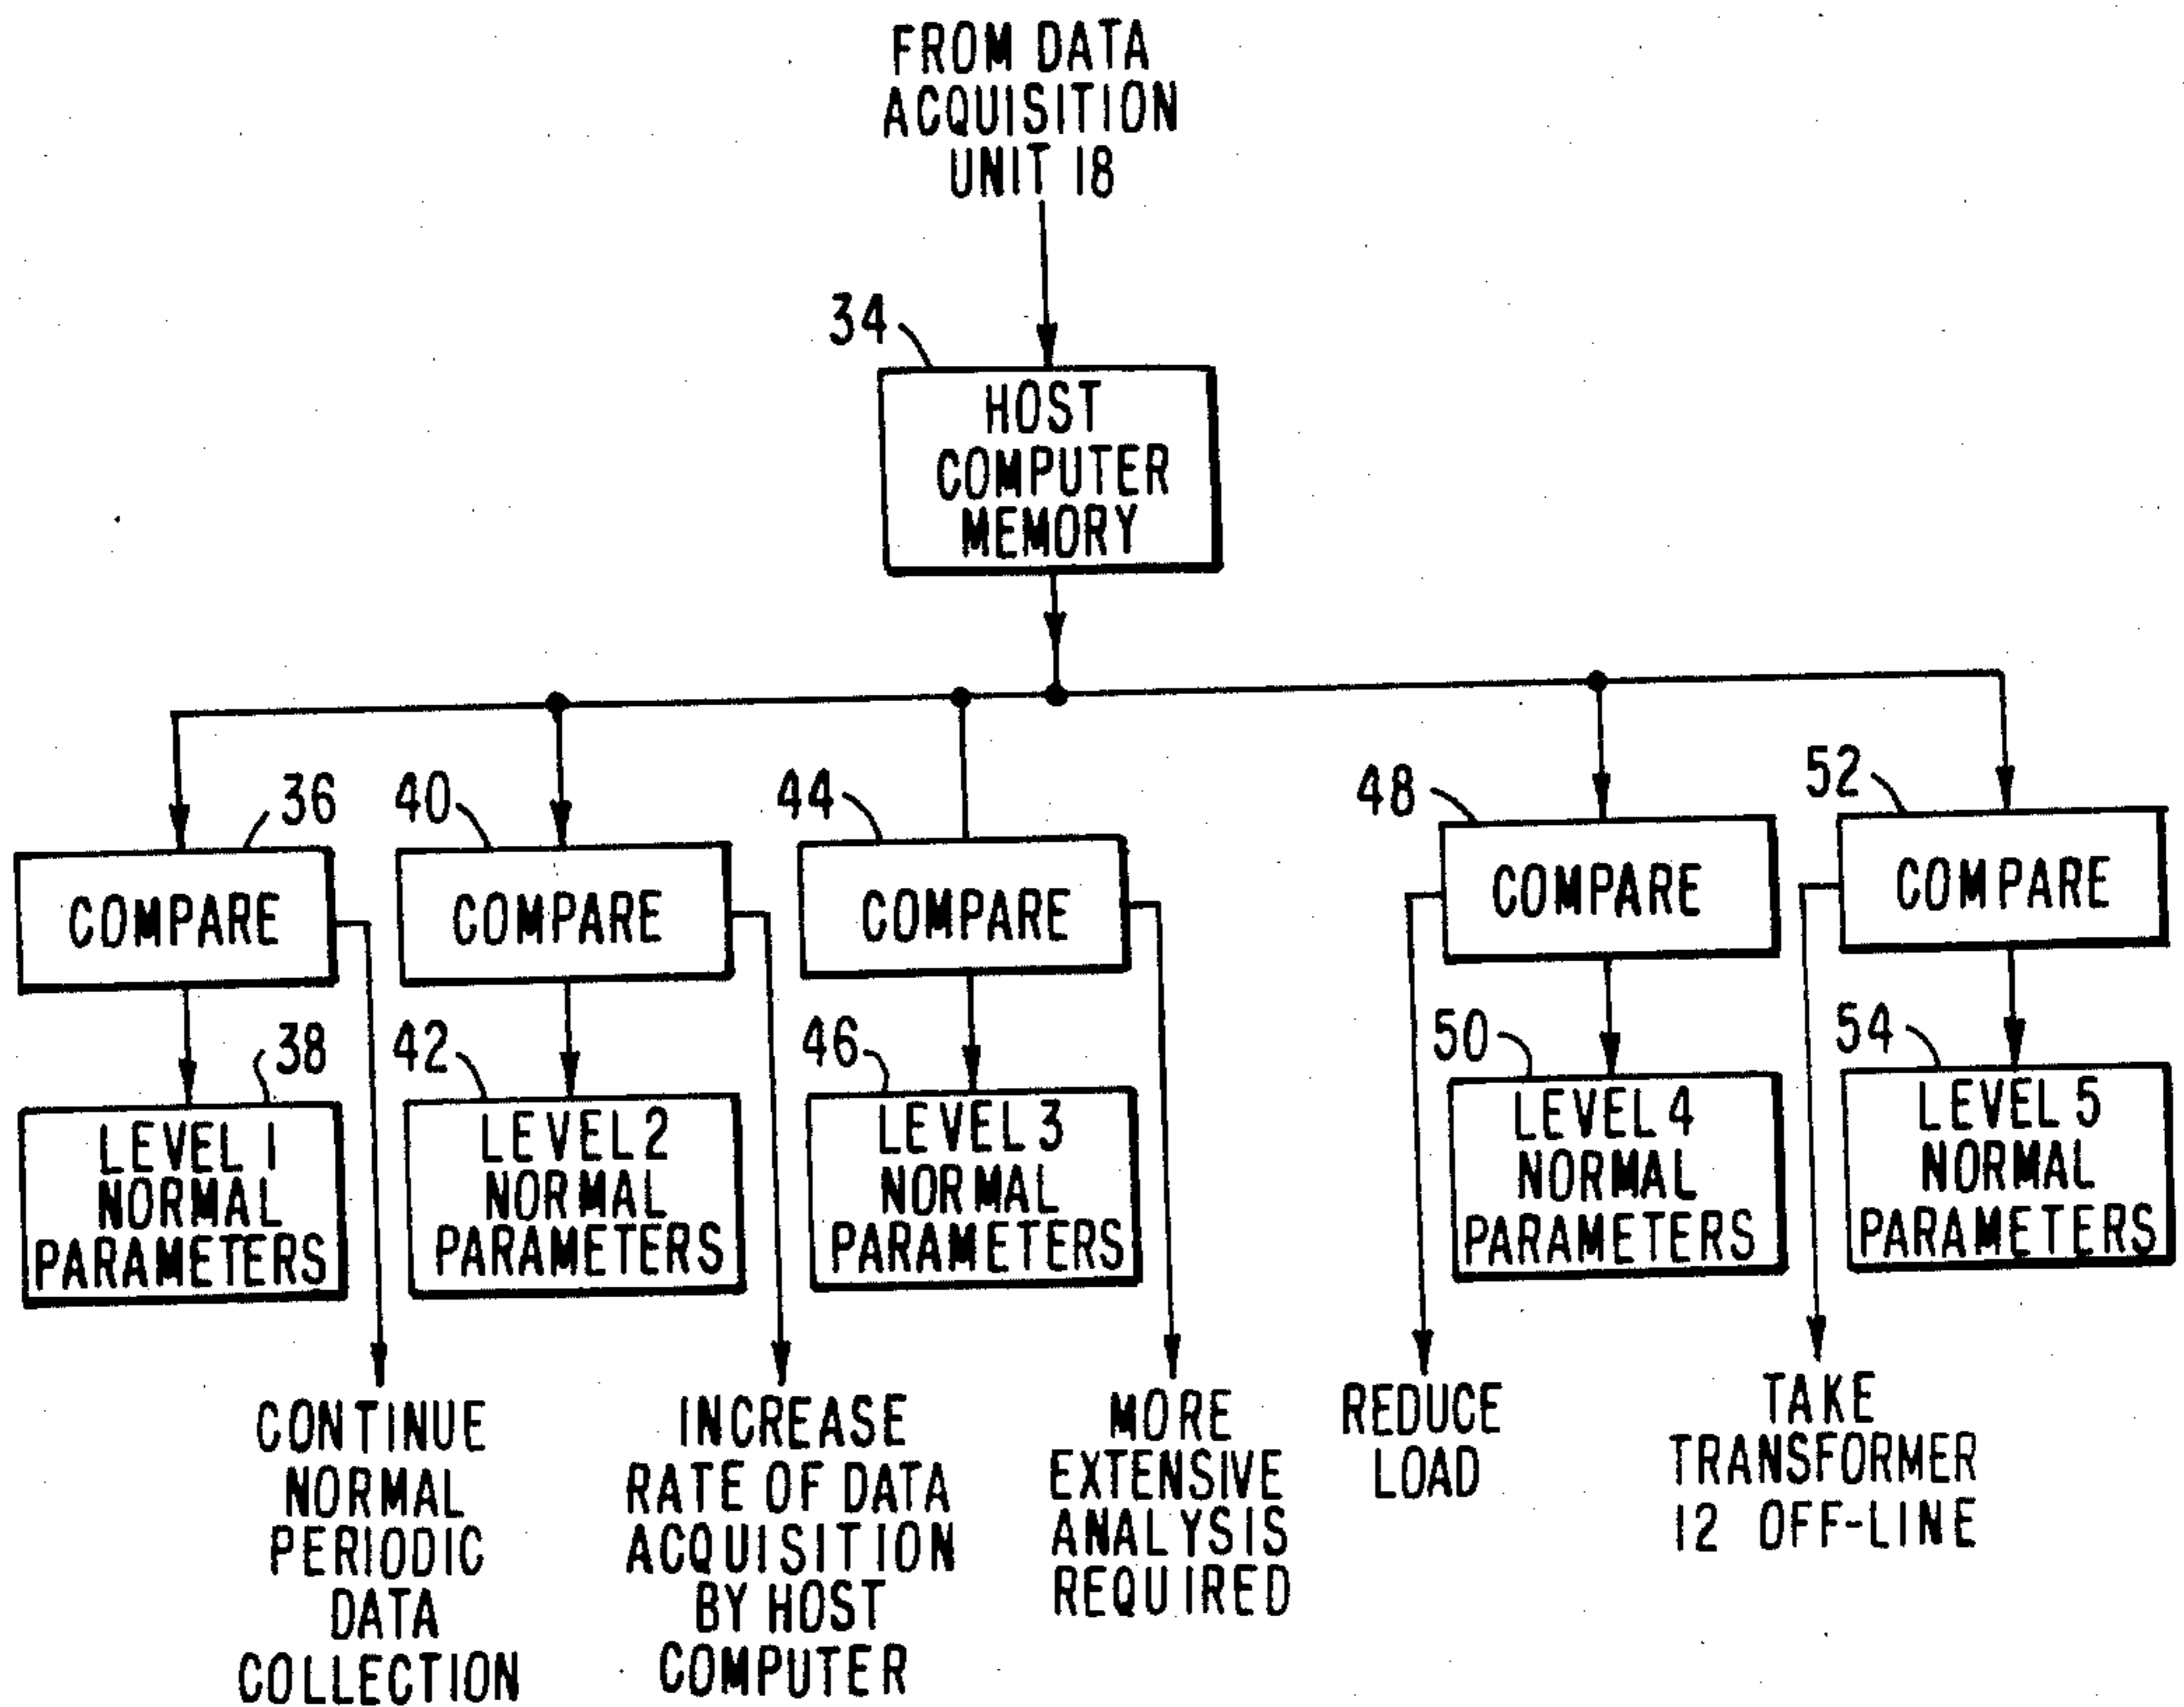 FROM DATA
ACQUISITION
UNIT 18
34
HOST
COMPUTER
MEMORY
36
40
44
48
52
COMPARE
COMPARE
COMPARE
COMPARE
COMPARE
38
42
46
50
54
LEVEL 1
NORMAL
PARAMETERS
LEVEL 2
NORMAL
PARAMETERS
LEVEL 3
NORMAL
PARAMETERS
LEVEL 4
NORMAL
PARAMETERS
LEVEL 5
NORMAL
PARAMETERS
CONTINUE
NORMAL
PERIODIC
DATA
COLLECTION
INCREASE
RATE OF DATA
ACQUISITION
BY HOST
COMPUTER
MORE
EXTENSIVE
ANALYSIS
REQUIRED
REDUCE
LOAD
TAKE
TRANSFORMER
12 OFF-LINE